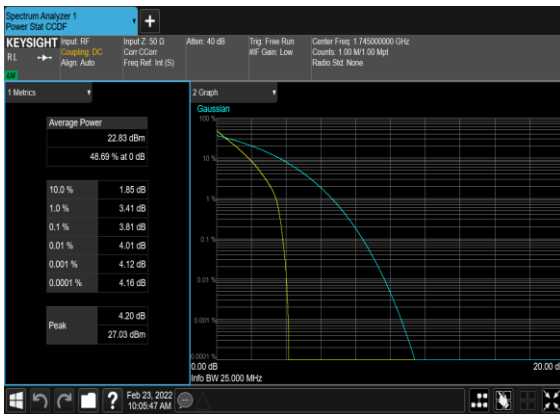 Spectrum Analyzer 1
Power Stat CCDF
KEYSIGHT
RL
LV
Input: RF
Coupling: DC
Align: Auto
Input Z: 50 Ω
Corr CCorr
Freq Ref: Int (S)
Atten: 40 dB
Trig: Free Run
#IF Gain: Low
Center Freq: 1.745000000 GHz
Counts: 1.00 M/1.00 Mpt
Radio Std: None
1 Metrics
Average Power
22.83 dBm
48.69 % at 0 dB
10.0 % 1.85 dB
1.0 % 3.41 dB
0.1 % 3.81 dB
0.01 % 4.01 dB
0.001 % 4.12 dB
0.0001 % 4.16 dB
Peak
4.20 dB
27.03 dBm
2 Graph
Gaussian
100 %
10 %
1 %
0.1 %
0.01 %
0.001 %
0.0001 %
0.00 dB
20.00 d
Info BW 25.000 MHz
Feb 23, 2022
10:05:47 AM